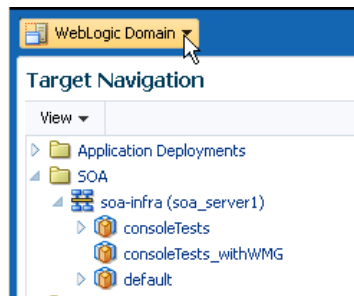 WebLogic Domain
Target Navigation
View
Application Deployments
SOA
soa-infra (soa_server1)
consoleTests
consoleTests_withWMG
default